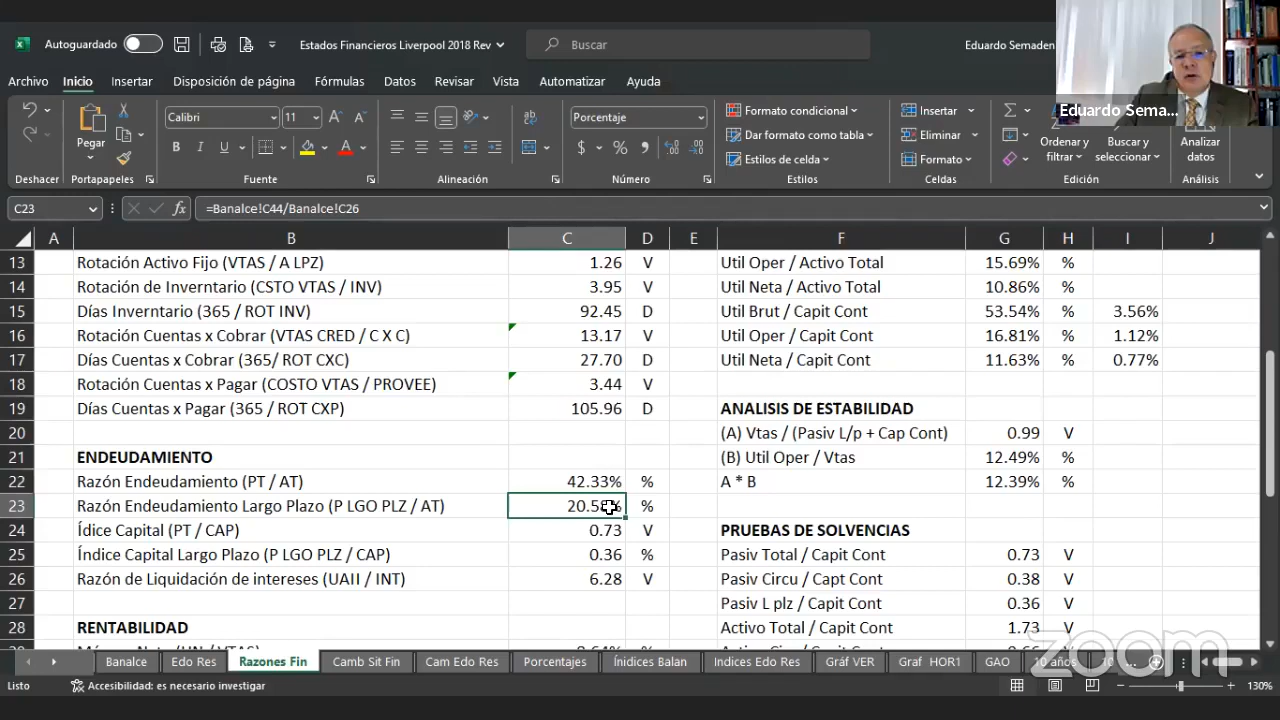 Autoguardado
Estados Financieros Liverpool 2018 Rev
Buscar
Eduardo Semaden
Eduardo Sema...
Archivo Inicio Insertar Disposición de página Fórmulas Datos Revisar Vista Automatizar Ayuda
Pegar
Calibri 11
N K S
Porcentaje
$ % 000
Formato condicional
Dar formato como tabla
Estilos de celda
Insertar
Eliminar
Formato
Ordenar y filtrar
Buscar y seleccionar
Analizar datos
Deshacer Portapapeles Fuente Alineación Número Estilos Celdas Edición Análisis
C23 fx =Banalce!C44/Banalce!C26
A B C D E F G H I J
13 Rotación Activo Fijo (VTAS / A LPZ) 1.26 V Util Oper / Activo Total 15.69% %
14 Rotación de Inverntario (CSTO VTAS / INV) 3.95 V Util Neta / Activo Total 10.86% %
15 Días Inverntario (365 / ROT INV) 92.45 D Util Brut / Capit Cont 53.54% % 3.56%
16 Rotación Cuentas x Cobrar (VTAS CRED / C X C) 13.17 V Util Oper / Capit Cont 16.81% % 1.12%
17 Días Cuentas x Cobrar (365/ ROT CXC) 27.70 D Util Neta / Capit Cont 11.63% % 0.77%
18 Rotación Cuentas x Pagar (COSTO VTAS / PROVEE) 3.44 V
19 Días Cuentas x Pagar (365 / ROT CXP) 105.96 D ANALISIS DE ESTABILIDAD
20 (A) Vtas / (Pasiv L/p + Cap Cont) 0.99 V
21 ENDEUDAMIENTO (B) Util Oper / Vtas 12.49% %
22 Razón Endeudamiento (PT / AT) 42.33% % A * B 12.39% %
23 Razón Endeudamiento Largo Plazo (P LGO PLZ / AT) 20.58% %
24 Ídice Capital (PT / CAP) 0.73 V PRUEBAS DE SOLVENCIAS
25 Índice Capital Largo Plazo (P LGO PLZ / CAP) 0.36 % Pasiv Total / Capit Cont 0.73 V
26 Razón de Liquidación de intereses (UAII / INT) 6.28 V Pasiv Circu / Capt Cont 0.38 V
27 Pasiv L plz / Capit Cont 0.36 V
28 RENTABILIDAD Activo Total / Capit Cont 1.73 V
Banalce Edo Res Razones Fin Camb Sit Fin Cam Edo Res Porcentajes Ínidices Balan Indices Edo Res Gráf VER Graf HOR1 GAO 10 años 10 ...
zoom
Listo Accesibilidad: es necesario investigar 130%